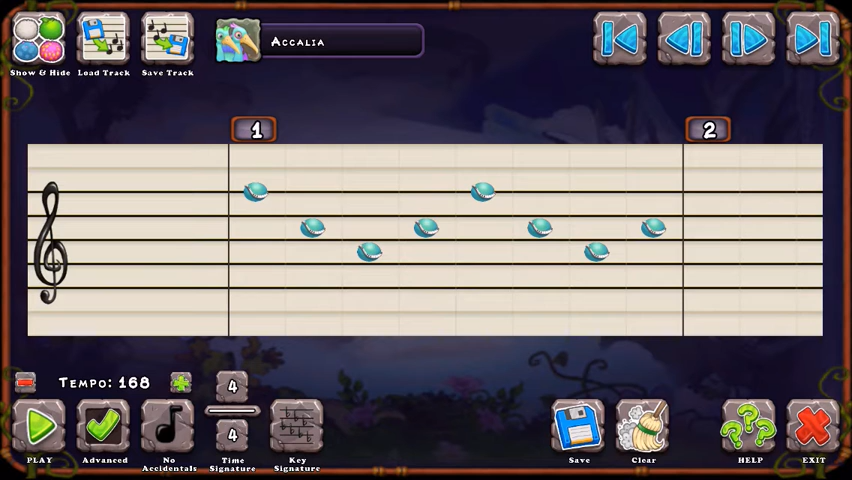 Show & Hide
Load Track
Save Track
Accalia
1
2
Tempo: 168
4
4
PLAY
Advanced
No
Accidentals
Time
Signature
Key
Signature
Save
Clear
HELP
EXIT